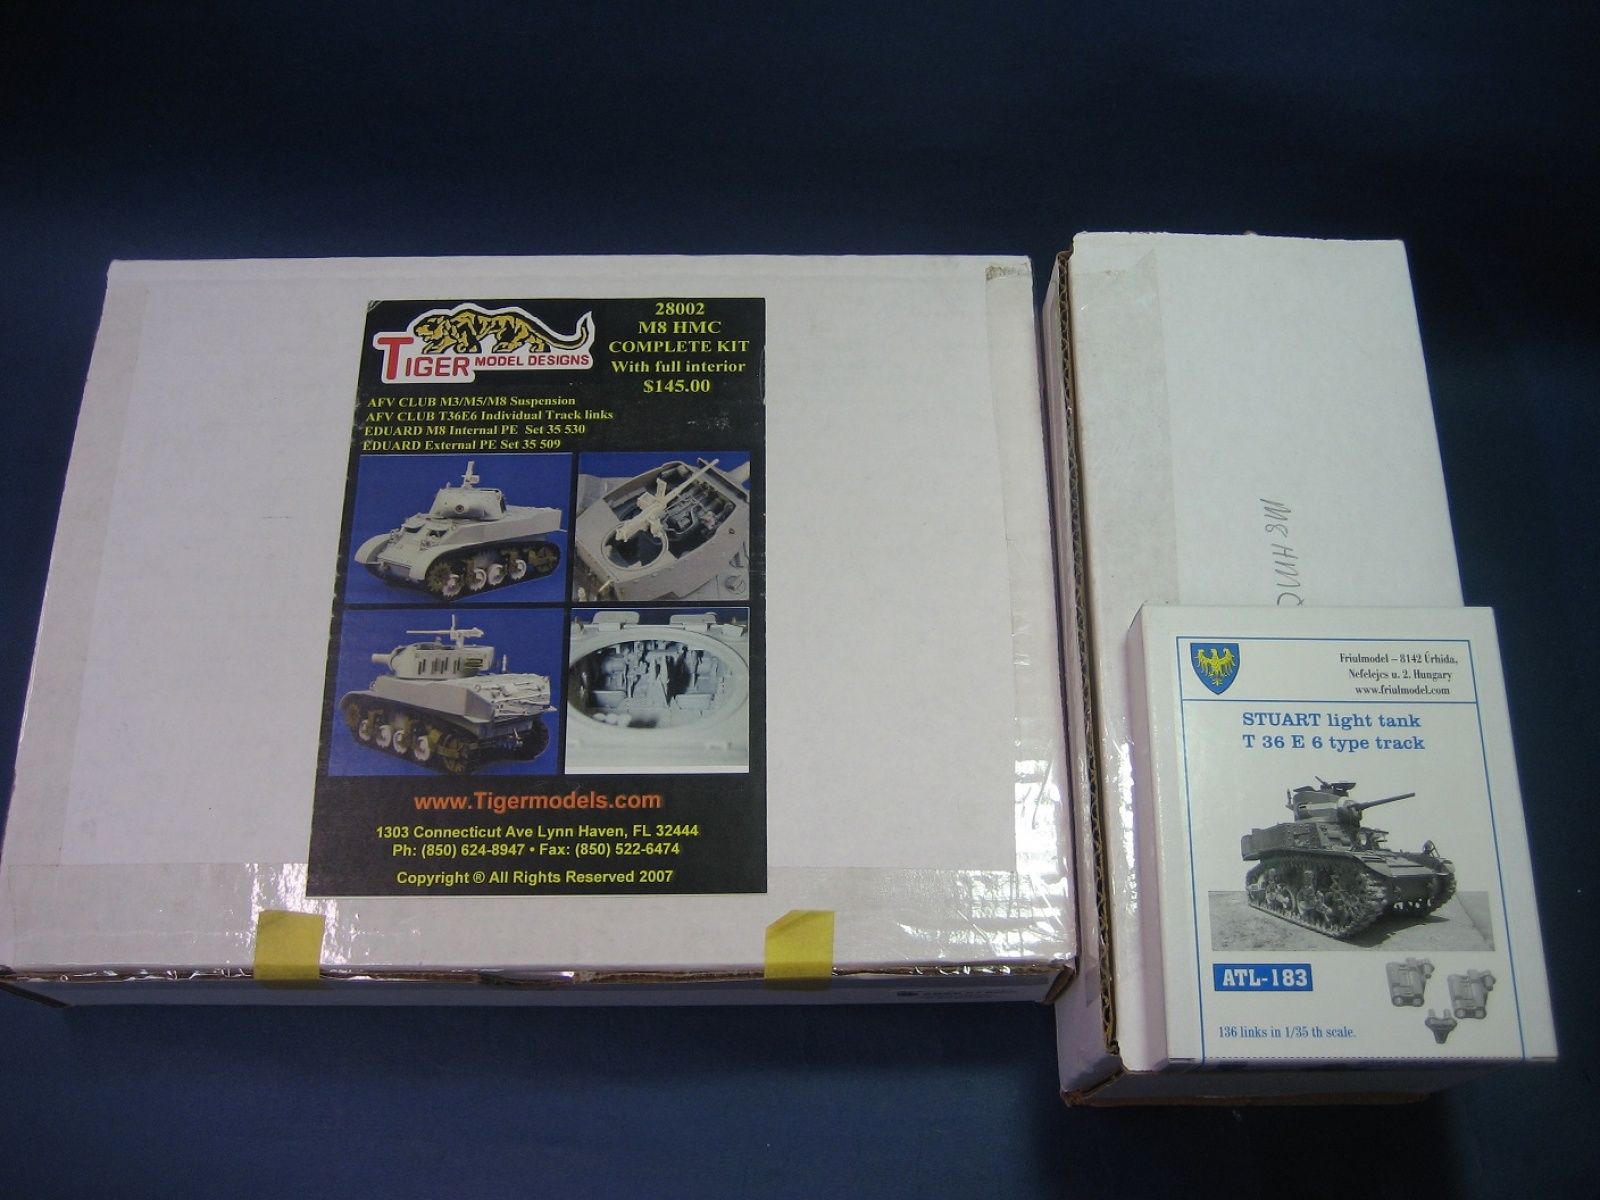 TIGER MODEL DESIGNS
28002
M8 HMC
COMPLETE KIT
With full interior
$145.00
AFV CLUB M3/M5/M8 Suspension
AFV CLUB T36E6 Individual Track links
EDUARD M8 Internal PE Set 35 530
EDUARD External PE Set 35 509
www.Tigermodels.com
1303 Connecticut Ave Lynn Haven, FL 32444
Ph: (850) 624-8947 • Fax: (850) 522-6474
Copyright ® All Rights Reserved 2007
M8 HMC
Friulmodel – 8142 Úrhida,
Nefelejcs u. 2. Hungary
www.friulmodel.com
STUART light tank
T 36 E 6 type track
ATL-183
136 links in 1/35 th scale.